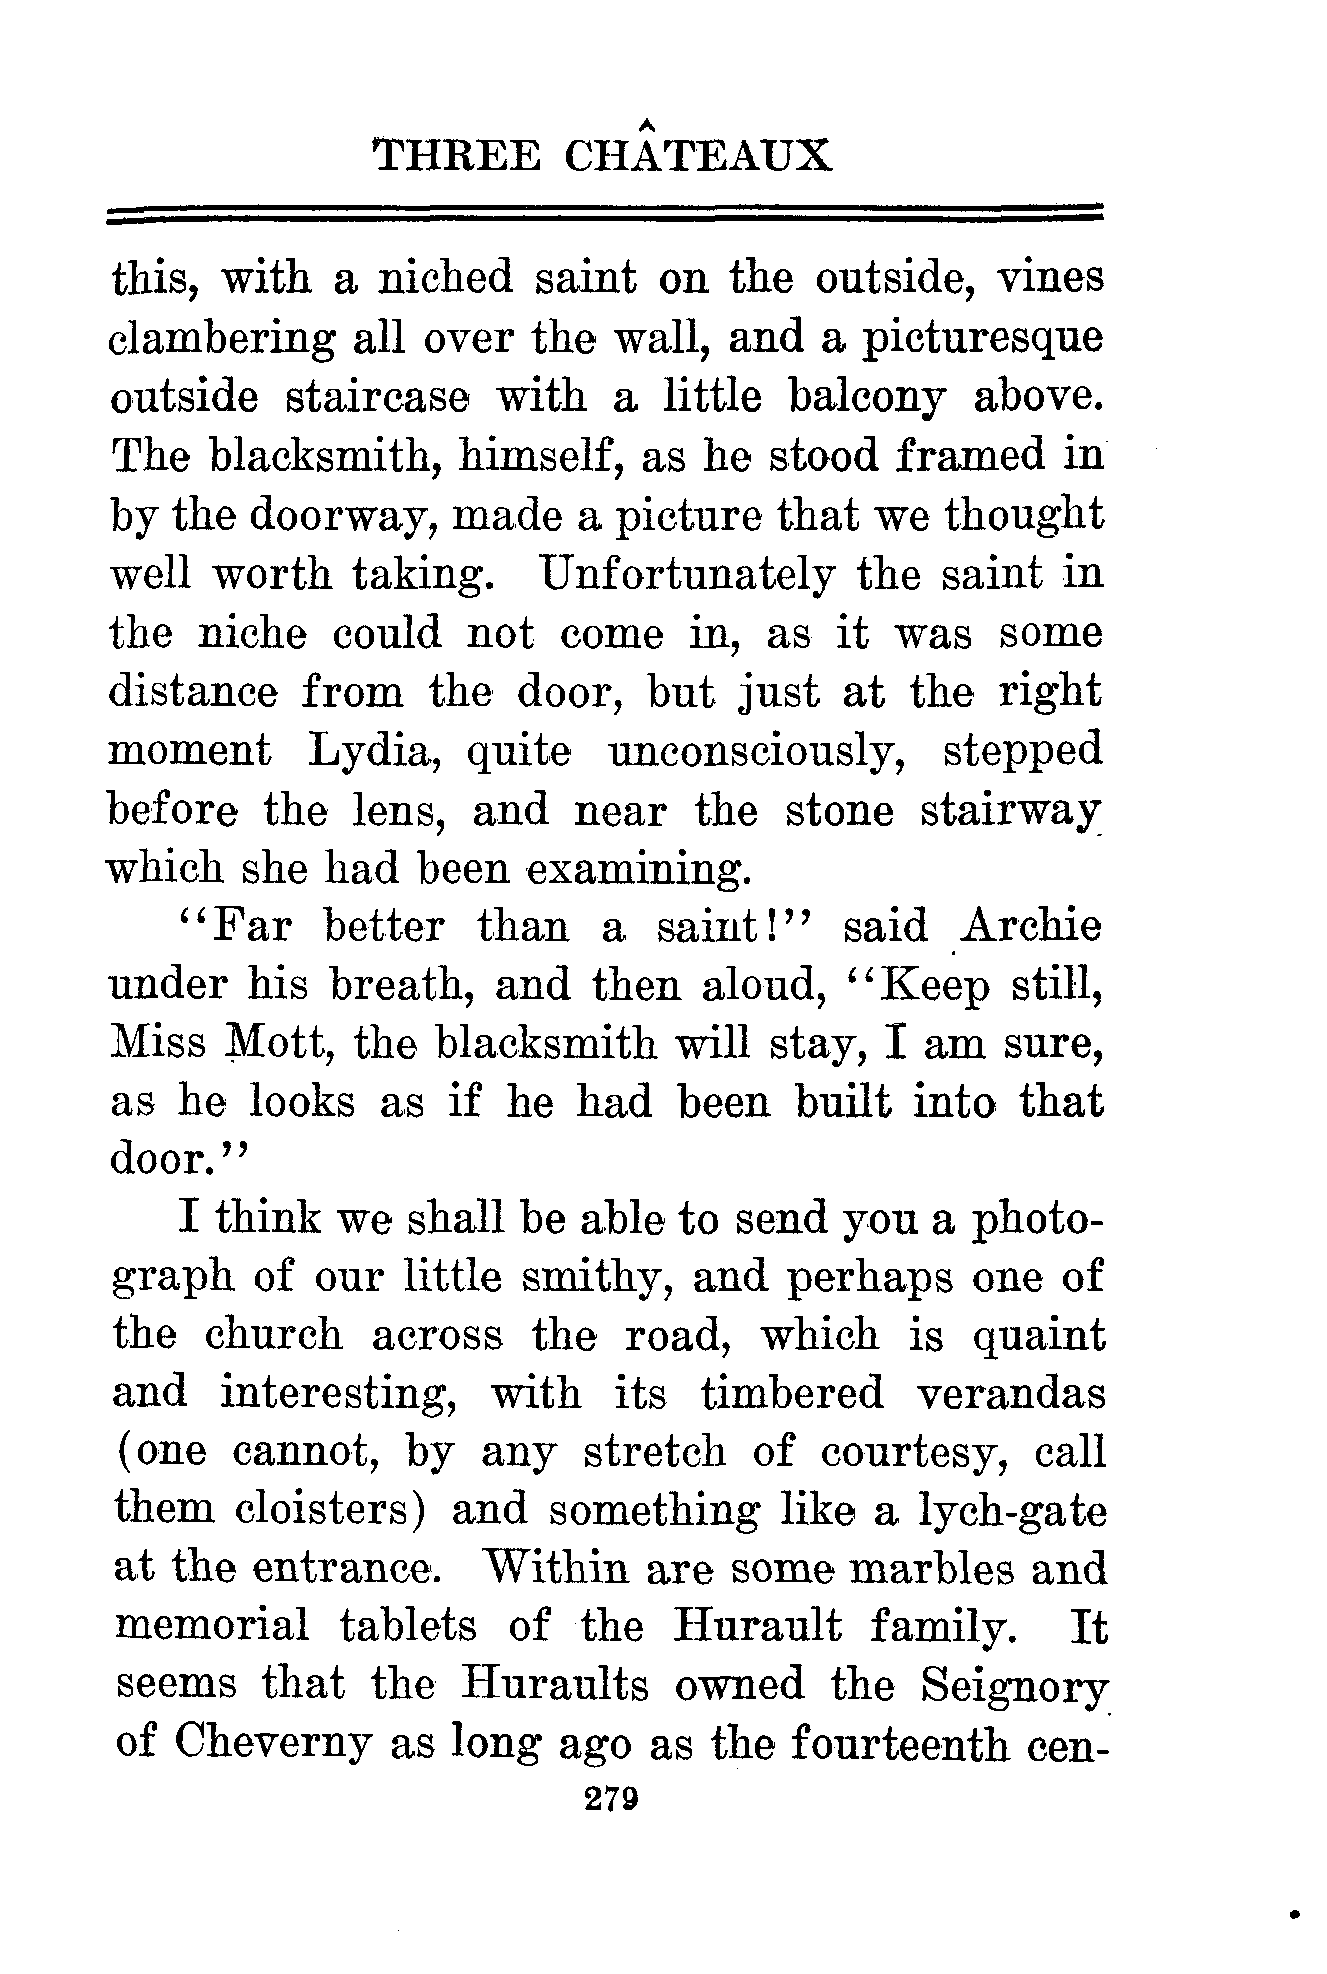 THREE CHÂTEAUX
this, with a niched saint on the outside, vines
clambering all over the wall, and a picturesque
outside staircase with a little balcony above.
The blacksmith, himself, as he stood framed in
by the doorway, made a picture that we thought
well worth taking. Unfortunately the saint in
the niche could not come in, as it was some
distance from the door, but just at the right
moment Lydia, quite unconsciously, stepped
before the lens, and near the stone stairway
which she had been examining.
“Far better than a saint!” said Archie
under his breath, and then aloud, “Keep still,
Miss Mott, the blacksmith will stay, I am sure,
as he looks as if he had been built into that
door.”
I think we shall be able to send you a photo-
graph of our little smithy, and perhaps one of
the church across the road, which is quaint
and interesting, with its timbered verandas
(one cannot, by any stretch of courtesy, call
them cloisters) and something like a lych-gate
at the entrance. Within are some marbles and
memorial tablets of the Hurault family. It
seems that the Huraults owned the Seignory
of Cheverny as long ago as the fourteenth cen-
279